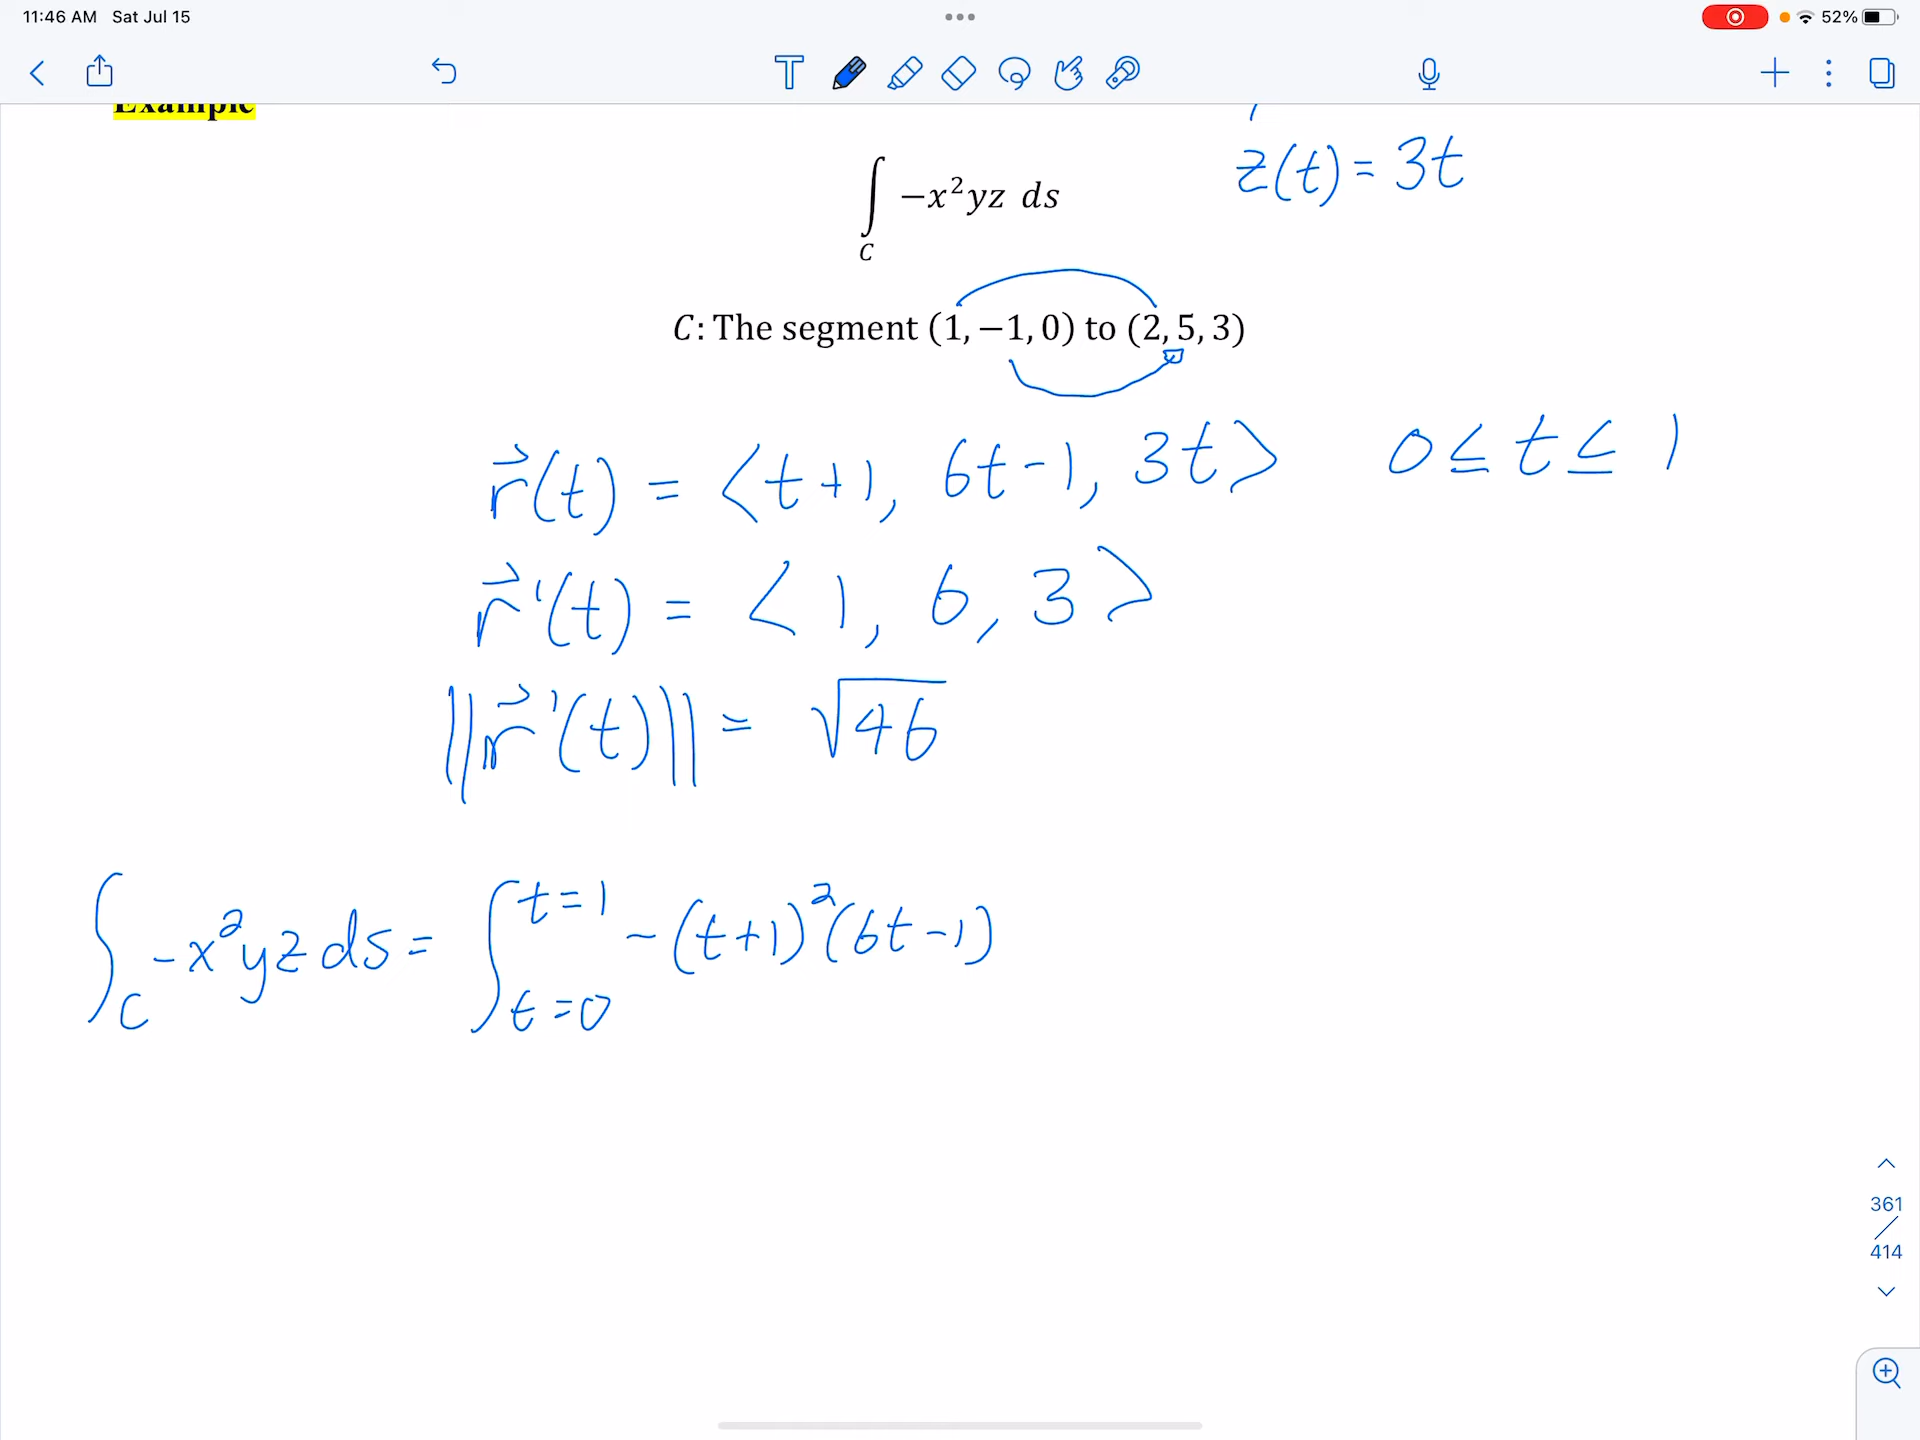 11:46 AM Sat Jul 15
52%
T
Example
z(t) = 3t
∫_C −x²yz ds
C: The segment (1, −1, 0) to (2, 5, 3)
r⃗(t) = ⟨t+1, 6t-1, 3t⟩ 0 ≤ t ≤ 1
r⃗'(t) = ⟨1, 6, 3⟩
||r⃗'(t)|| = √46
∫_C -x²yz ds = ∫_{t=0}^{t=1} -(t+1)²(6t-1)
361
/
414